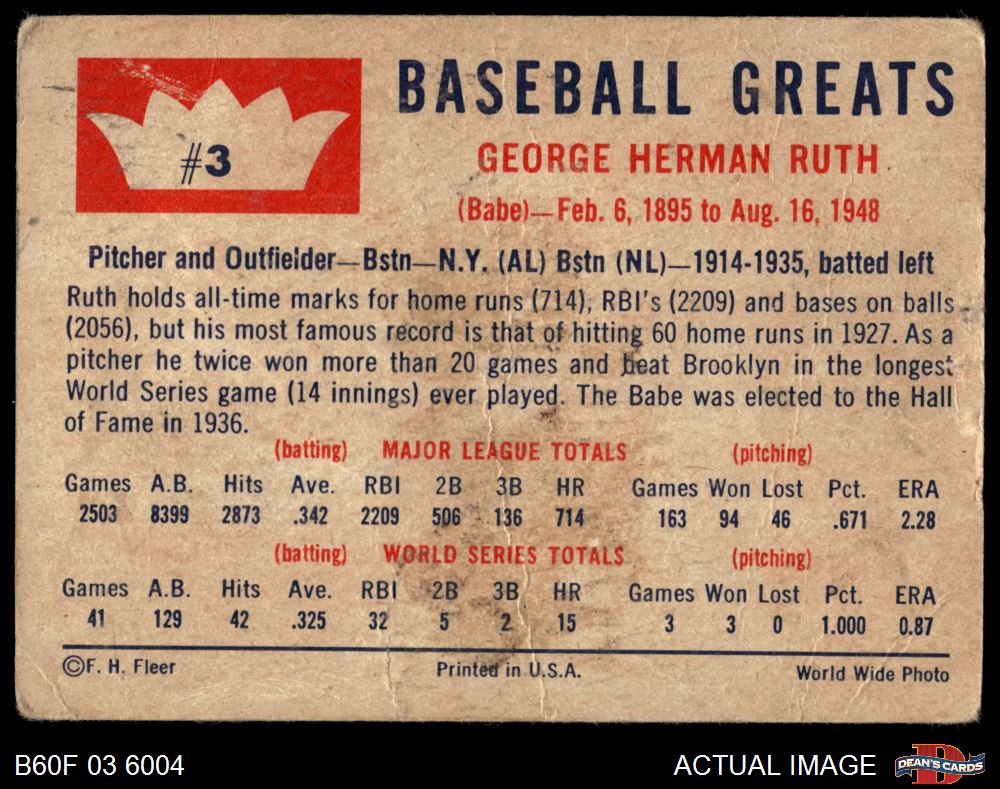 #3
BASEBALL GREATS
GEORGE HERMAN RUTH
(Babe)—Feb. 6, 1895 to Aug. 16, 1948
Pitcher and Outfielder—Bstn—N.Y. (AL) Bstn (NL)—1914-1935, batted left
Ruth holds all-time marks for home runs (714), RBI's (2209) and bases on balls
(2056), but his most famous record is that of hitting 60 home runs in 1927. As a
pitcher he twice won more than 20 games and beat Brooklyn in the longest
World Series game (14 innings) ever played. The Babe was elected to the Hall
of Fame in 1936.
(batting) MAJOR LEAGUE TOTALS (pitching)
Games A.B. Hits Ave. RBI 2B 3B HR Games Won Lost Pct. ERA
2503 8399 2873 .342 2209 506 136 714 163 94 46 .671 2.28
(batting) WORLD SERIES TOTALS (pitching)
Games A.B. Hits Ave. RBI 2B 3B HR Games Won Lost Pct. ERA
41 129 42 .325 32 5 2 15 3 3 0 1.000 0.87
©F. H. Fleer Printed in U.S.A. World Wide Photo
B60F 03 6004 ACTUAL IMAGE D DEAN'S CARDS